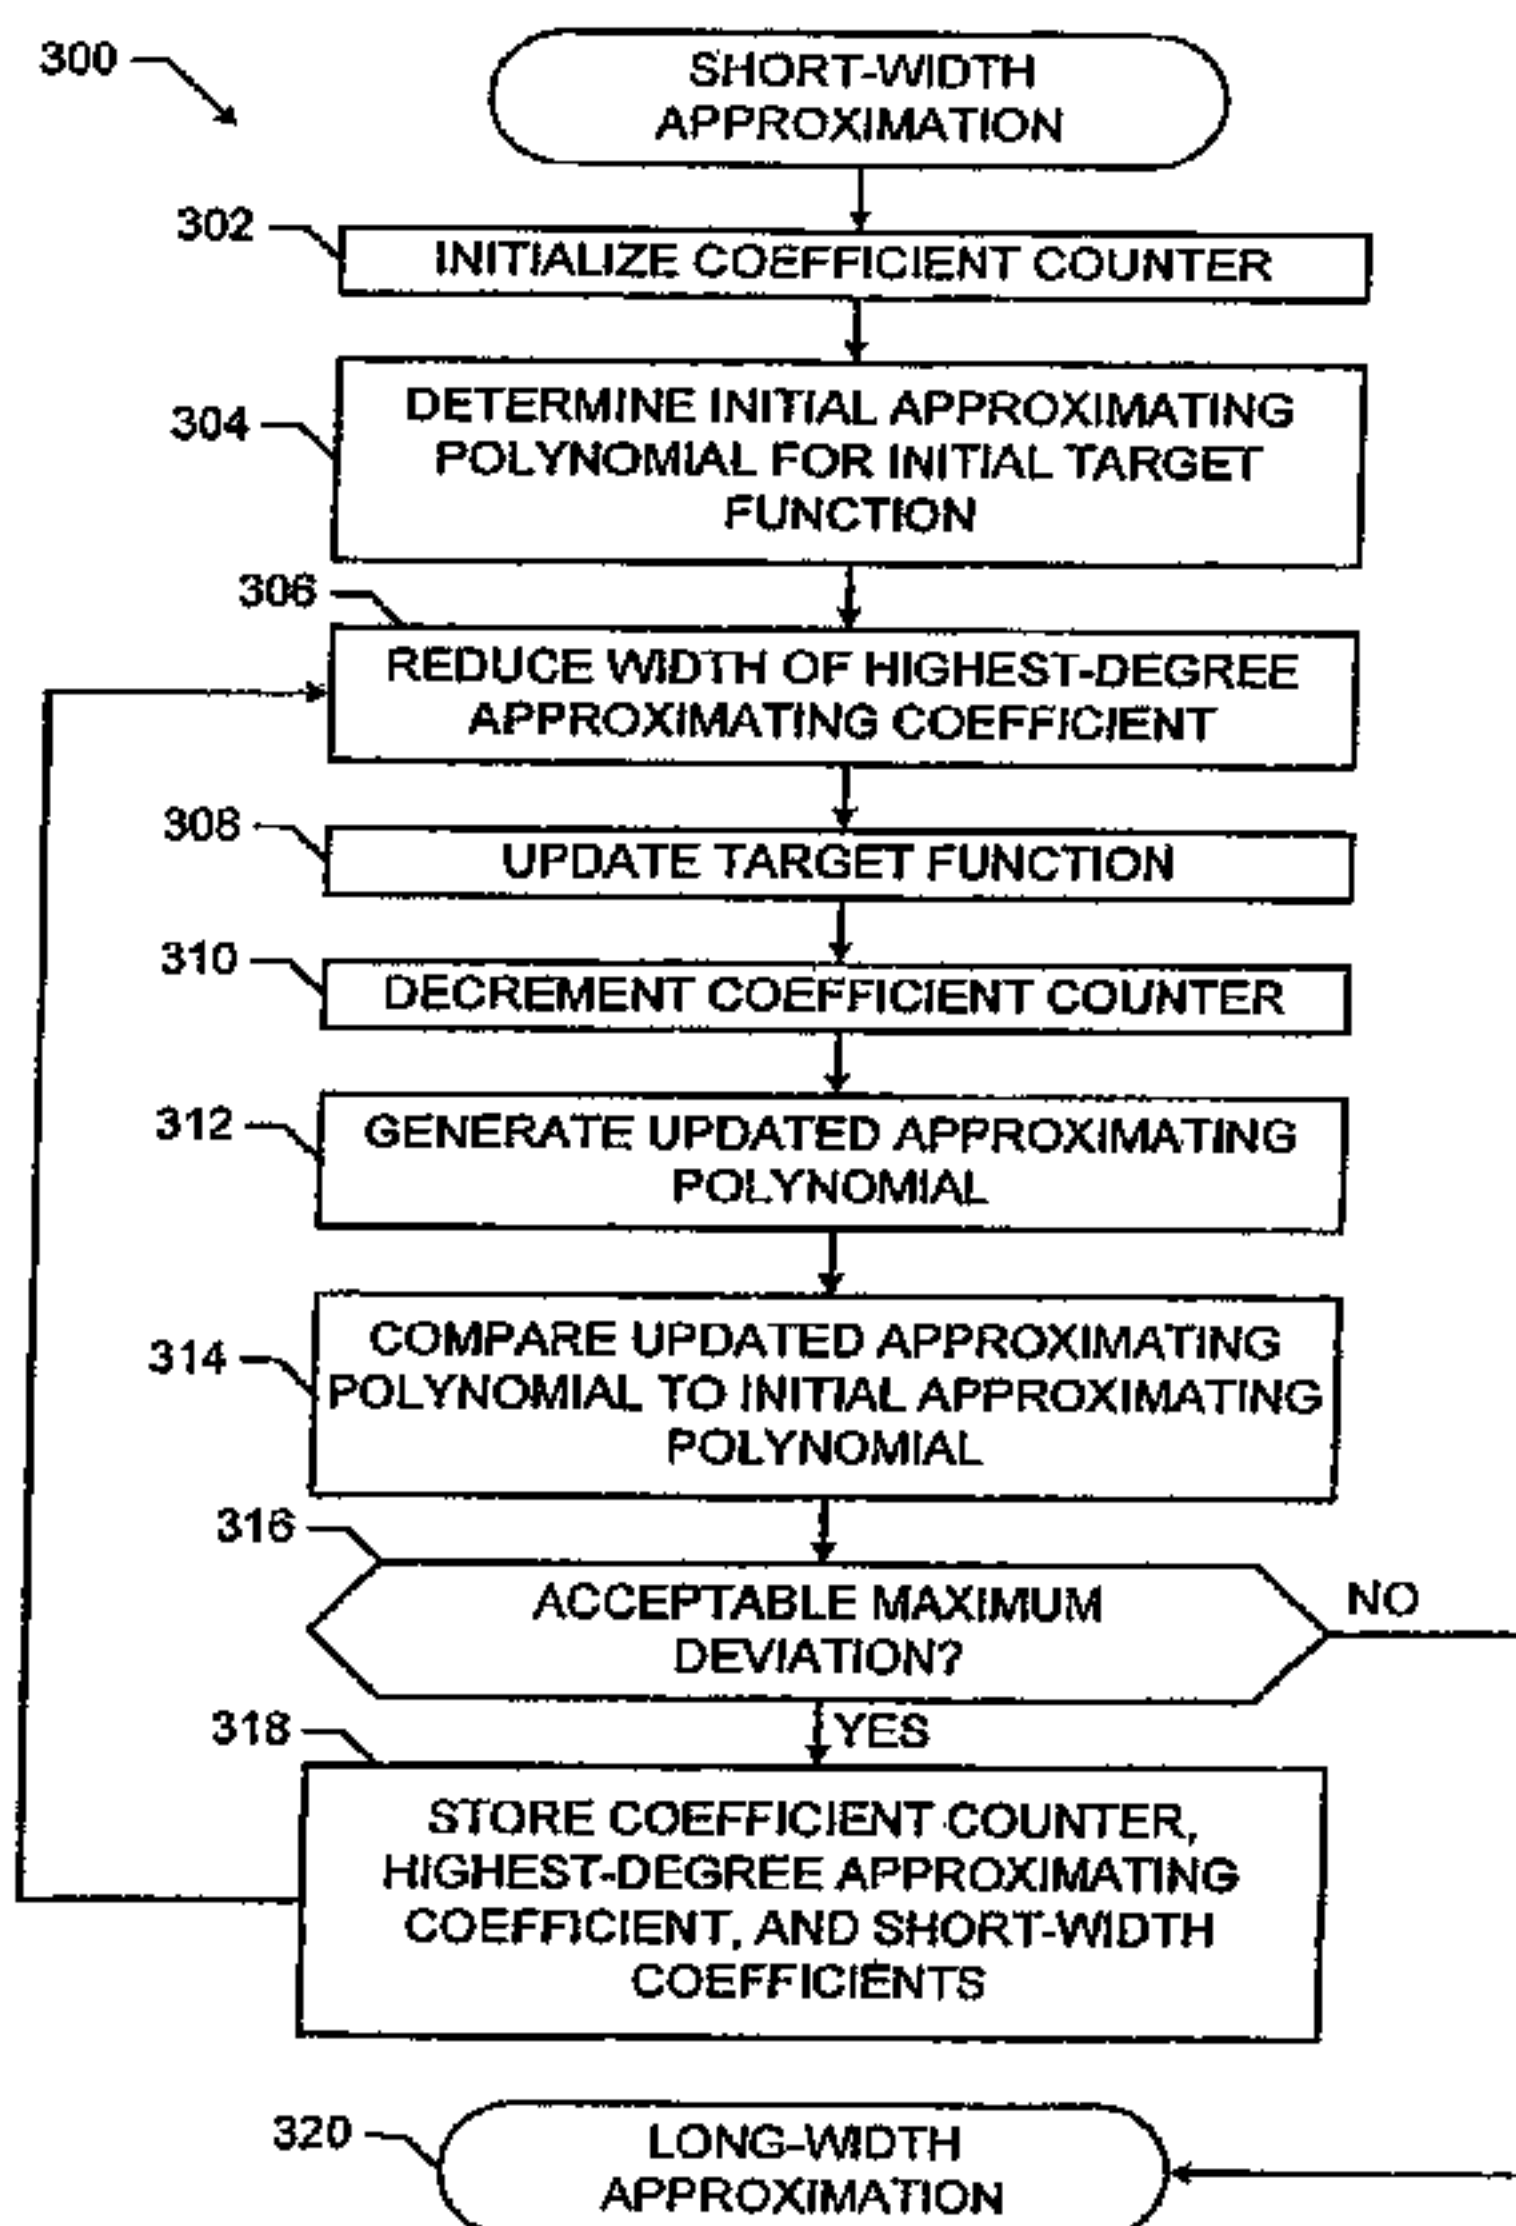 300
SHORT-WIDTH
APPROXIMATION
302
INITIALIZE COEFFICIENT COUNTER
304
DETERMINE INITIAL APPROXIMATING
POLYNOMIAL FOR INITIAL TARGET
FUNCTION
306
REDUCE WIDTH OF HIGHEST-DEGREE
APPROXIMATING COEFFICIENT
308
UPDATE TARGET FUNCTION
310
DECREMENT COEFFICIENT COUNTER
312
GENERATE UPDATED APPROXIMATING
POLYNOMIAL
314
COMPARE UPDATED APPROXIMATING
POLYNOMIAL TO INITIAL APPROXIMATING
POLYNOMIAL
316
ACCEPTABLE MAXIMUM
DEVIATION?
NO
YES
318
STORE COEFFICIENT COUNTER,
HIGHEST-DEGREE APPROXIMATING
COEFFICIENT, AND SHORT-WIDTH
COEFFICIENTS
320
LONG-WIDTH
APPROXIMATION